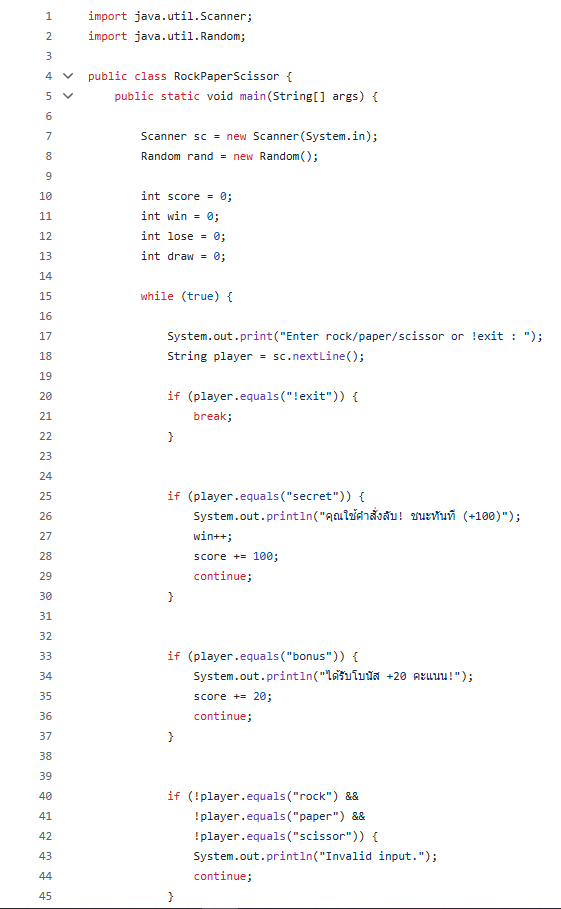 1 import java.util.Scanner;
2 import java.util.Random;
3
4 public class RockPaperScissor {
5     public static void main(String[] args) {
6
7         Scanner sc = new Scanner(System.in);
8         Random rand = new Random();
9
10         int score = 0;
11         int win = 0;
12         int lose = 0;
13         int draw = 0;
14
15         while (true) {
16
17             System.out.print("Enter rock/paper/scissor or !exit : ");
18             String player = sc.nextLine();
19
20             if (player.equals("!exit")) {
21                 break;
22             }
23
24
25             if (player.equals("secret")) {
26                 System.out.println("คุณใช้คำสั่งลับ! ชนะทันที (+100)");
27                 win++;
28                 score += 100;
29                 continue;
30             }
31
32
33             if (player.equals("bonus")) {
34                 System.out.println("ได้รับโบนัส +20 คะแนน!");
35                 score += 20;
36                 continue;
37             }
38
39
40             if (!player.equals("rock") &&
41                 !player.equals("paper") &&
42                 !player.equals("scissor")) {
43                 System.out.println("Invalid input.");
44                 continue;
45             }